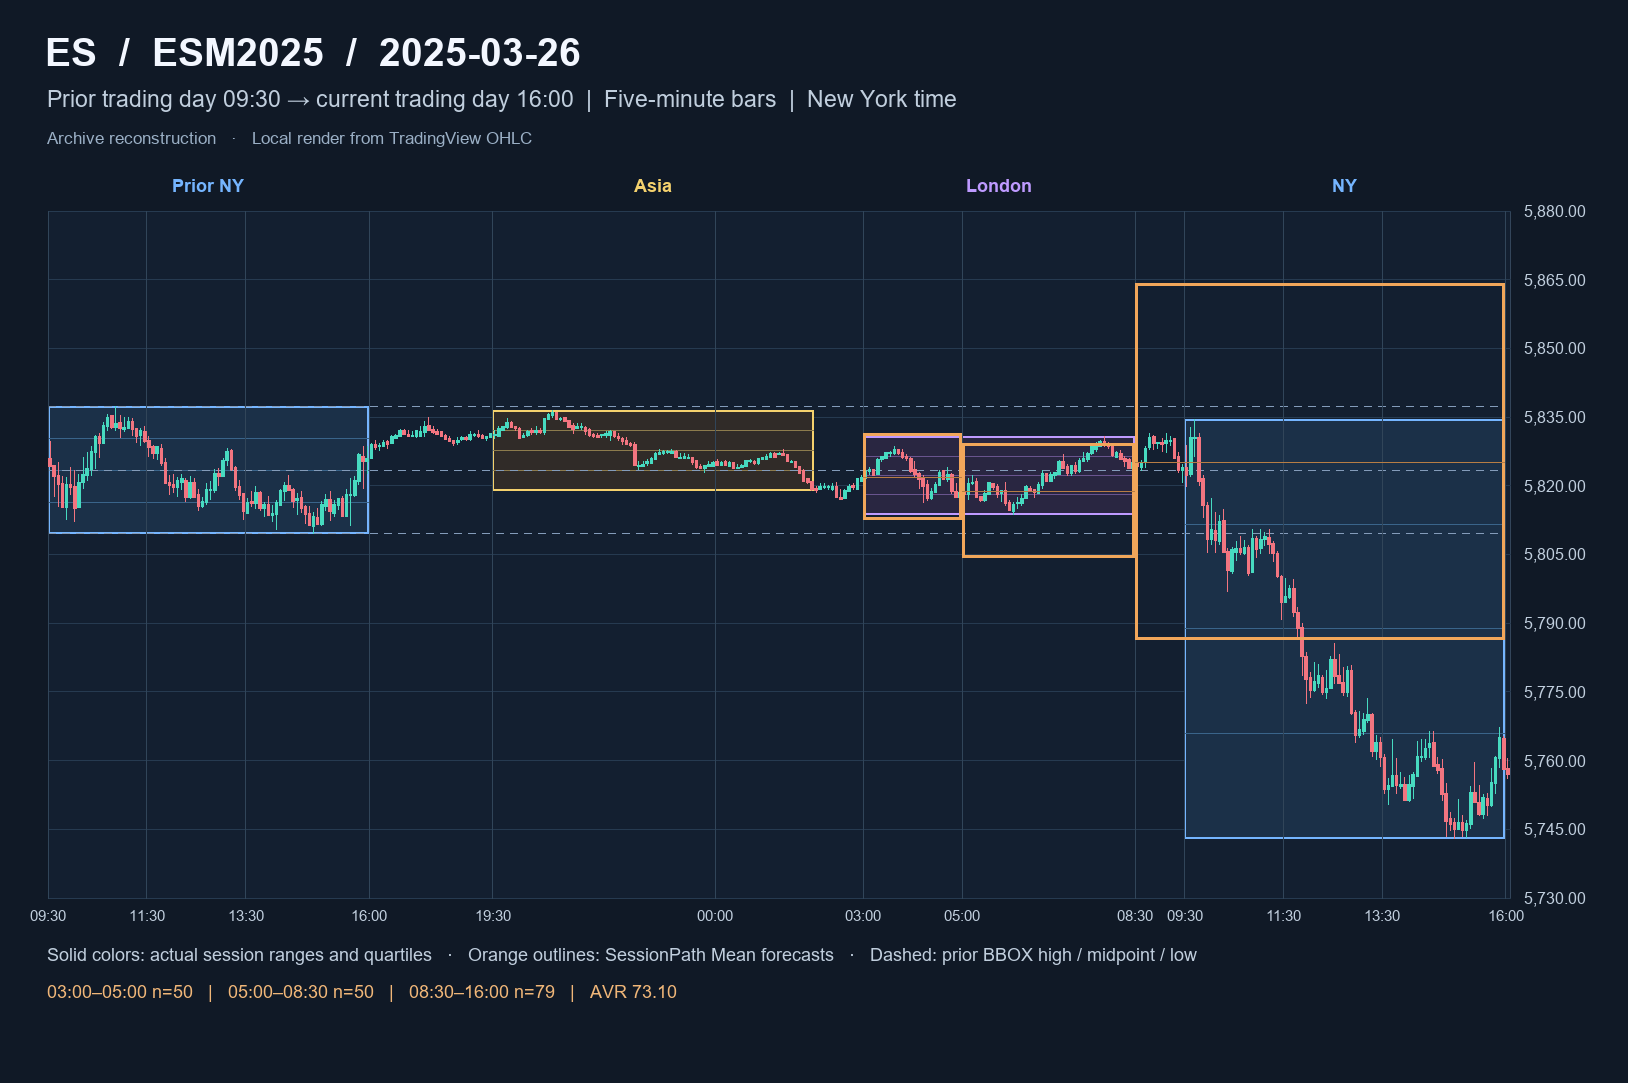 ES / ESM2025 / 2025-03-26
Prior trading day 09:30 → current trading day 16:00 | Five-minute bars | New York time
Archive reconstruction · Local render from TradingView OHLC
Prior NY Asia London NY
5,880.00
5,865.00
5,850.00
5,835.00
5,820.00
5,805.00
5,790.00
5,775.00
5,760.00
5,745.00
5,730.00
09:30 11:30 13:30 16:00 19:30 00:00 03:00 05:00 08:30 09:30 11:30 13:30 16:00
Solid colors: actual session ranges and quartiles · Orange outlines: SessionPath Mean forecasts · Dashed: prior BBOX high / midpoint / low
03:00–05:00 n=50 | 05:00–08:30 n=50 | 08:30–16:00 n=79 | AVR 73.10